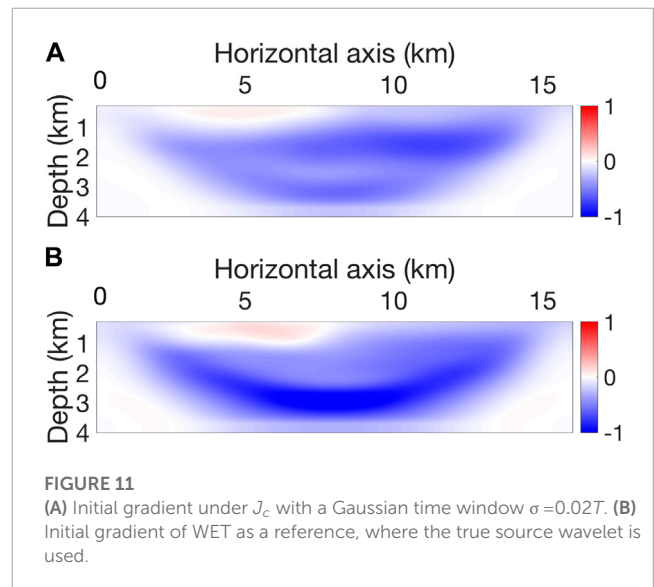 A
Horizontal axis (km)
0 5 10 15
Depth (km)
1
2
3
4
1
0
-1
B
Horizontal axis (km)
0 5 10 15
Depth (km)
1
2
3
4
1
0
-1
FIGURE 11
(A) Initial gradient under Jc with a Gaussian time window σ =0.02T. (B)
Initial gradient of WET as a reference, where the true source wavelet is
used.